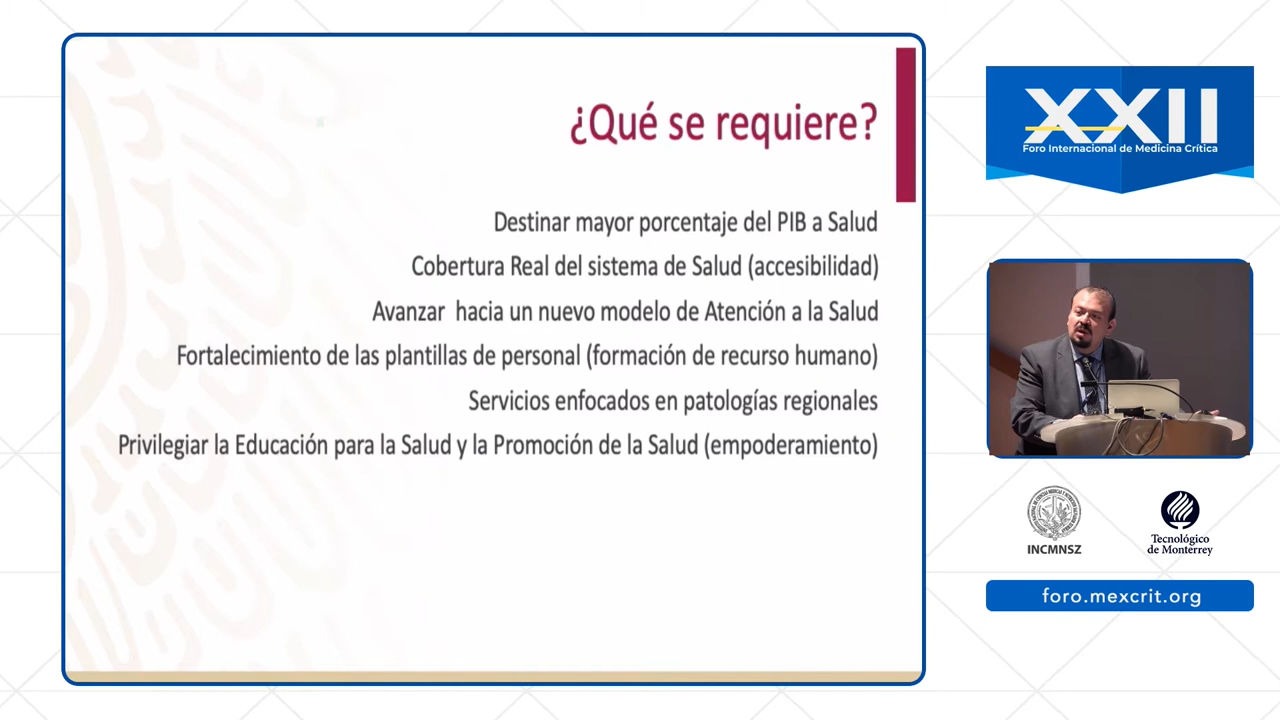 ¿Qué se requiere?
Destinar mayor porcentaje del PIB a Salud
Cobertura Real del sistema de Salud (accesibilidad)
Avanzar hacia un nuevo modelo de Atención a la Salud
Fortalecimiento de las plantillas de personal (formación de recurso humano)
Servicios enfocados en patologías regionales
Privilegiar la Educación para la Salud y la Promoción de la Salud (empoderamiento)
XXII
Foro Internacional de Medicina Crítica
INCMNSZ
Tecnológico
de Monterrey
foro.mexcrit.org